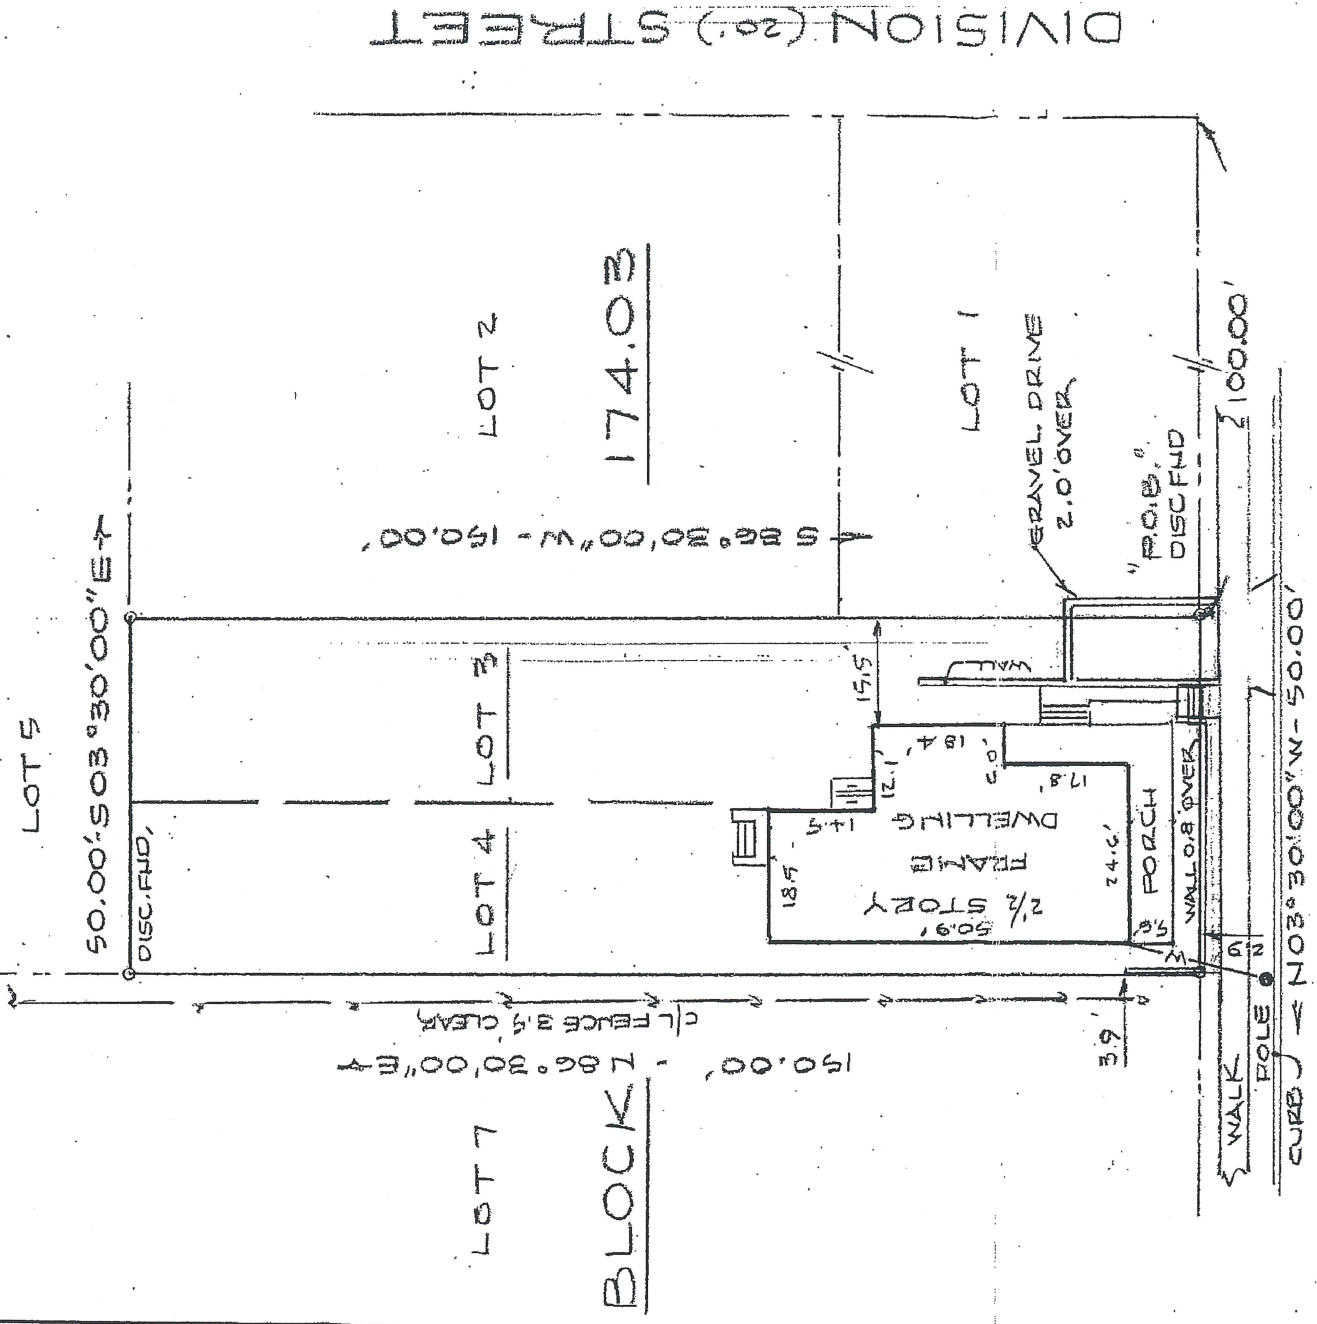 DIVISION (20') STREET
LOT 5
50.00'-S03°30'00"E
DISC. FND.
LOT 2
174.03
LOT 1
S 86°30'00"W - 150.00'
GRAVEL DRIVE
2.0' OVER
"P.O.B."
DISC FND
100.00'
LOT 3
LOT 4
15.5
WALL
18.4'
6.0'
12.1'
17.8'
14.5
18.5
24.6'
50.9'
2½ STORY
FRAME
DWELLING
PORCH
5.6'
WALL 0.8' OVER
C/L FENCE 3.5' CLEAR
150.00' - N86°30'00"E
3.9'
LOT 7
BLOCK
WALK
POLE
CURB
N03°30'00"W - 50.00'